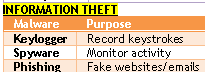 INFORMATION THEFT
Malware Purpose
Keylogger Record keystrokes
Spyware Monitor activity
Phishing Fake websites/emails